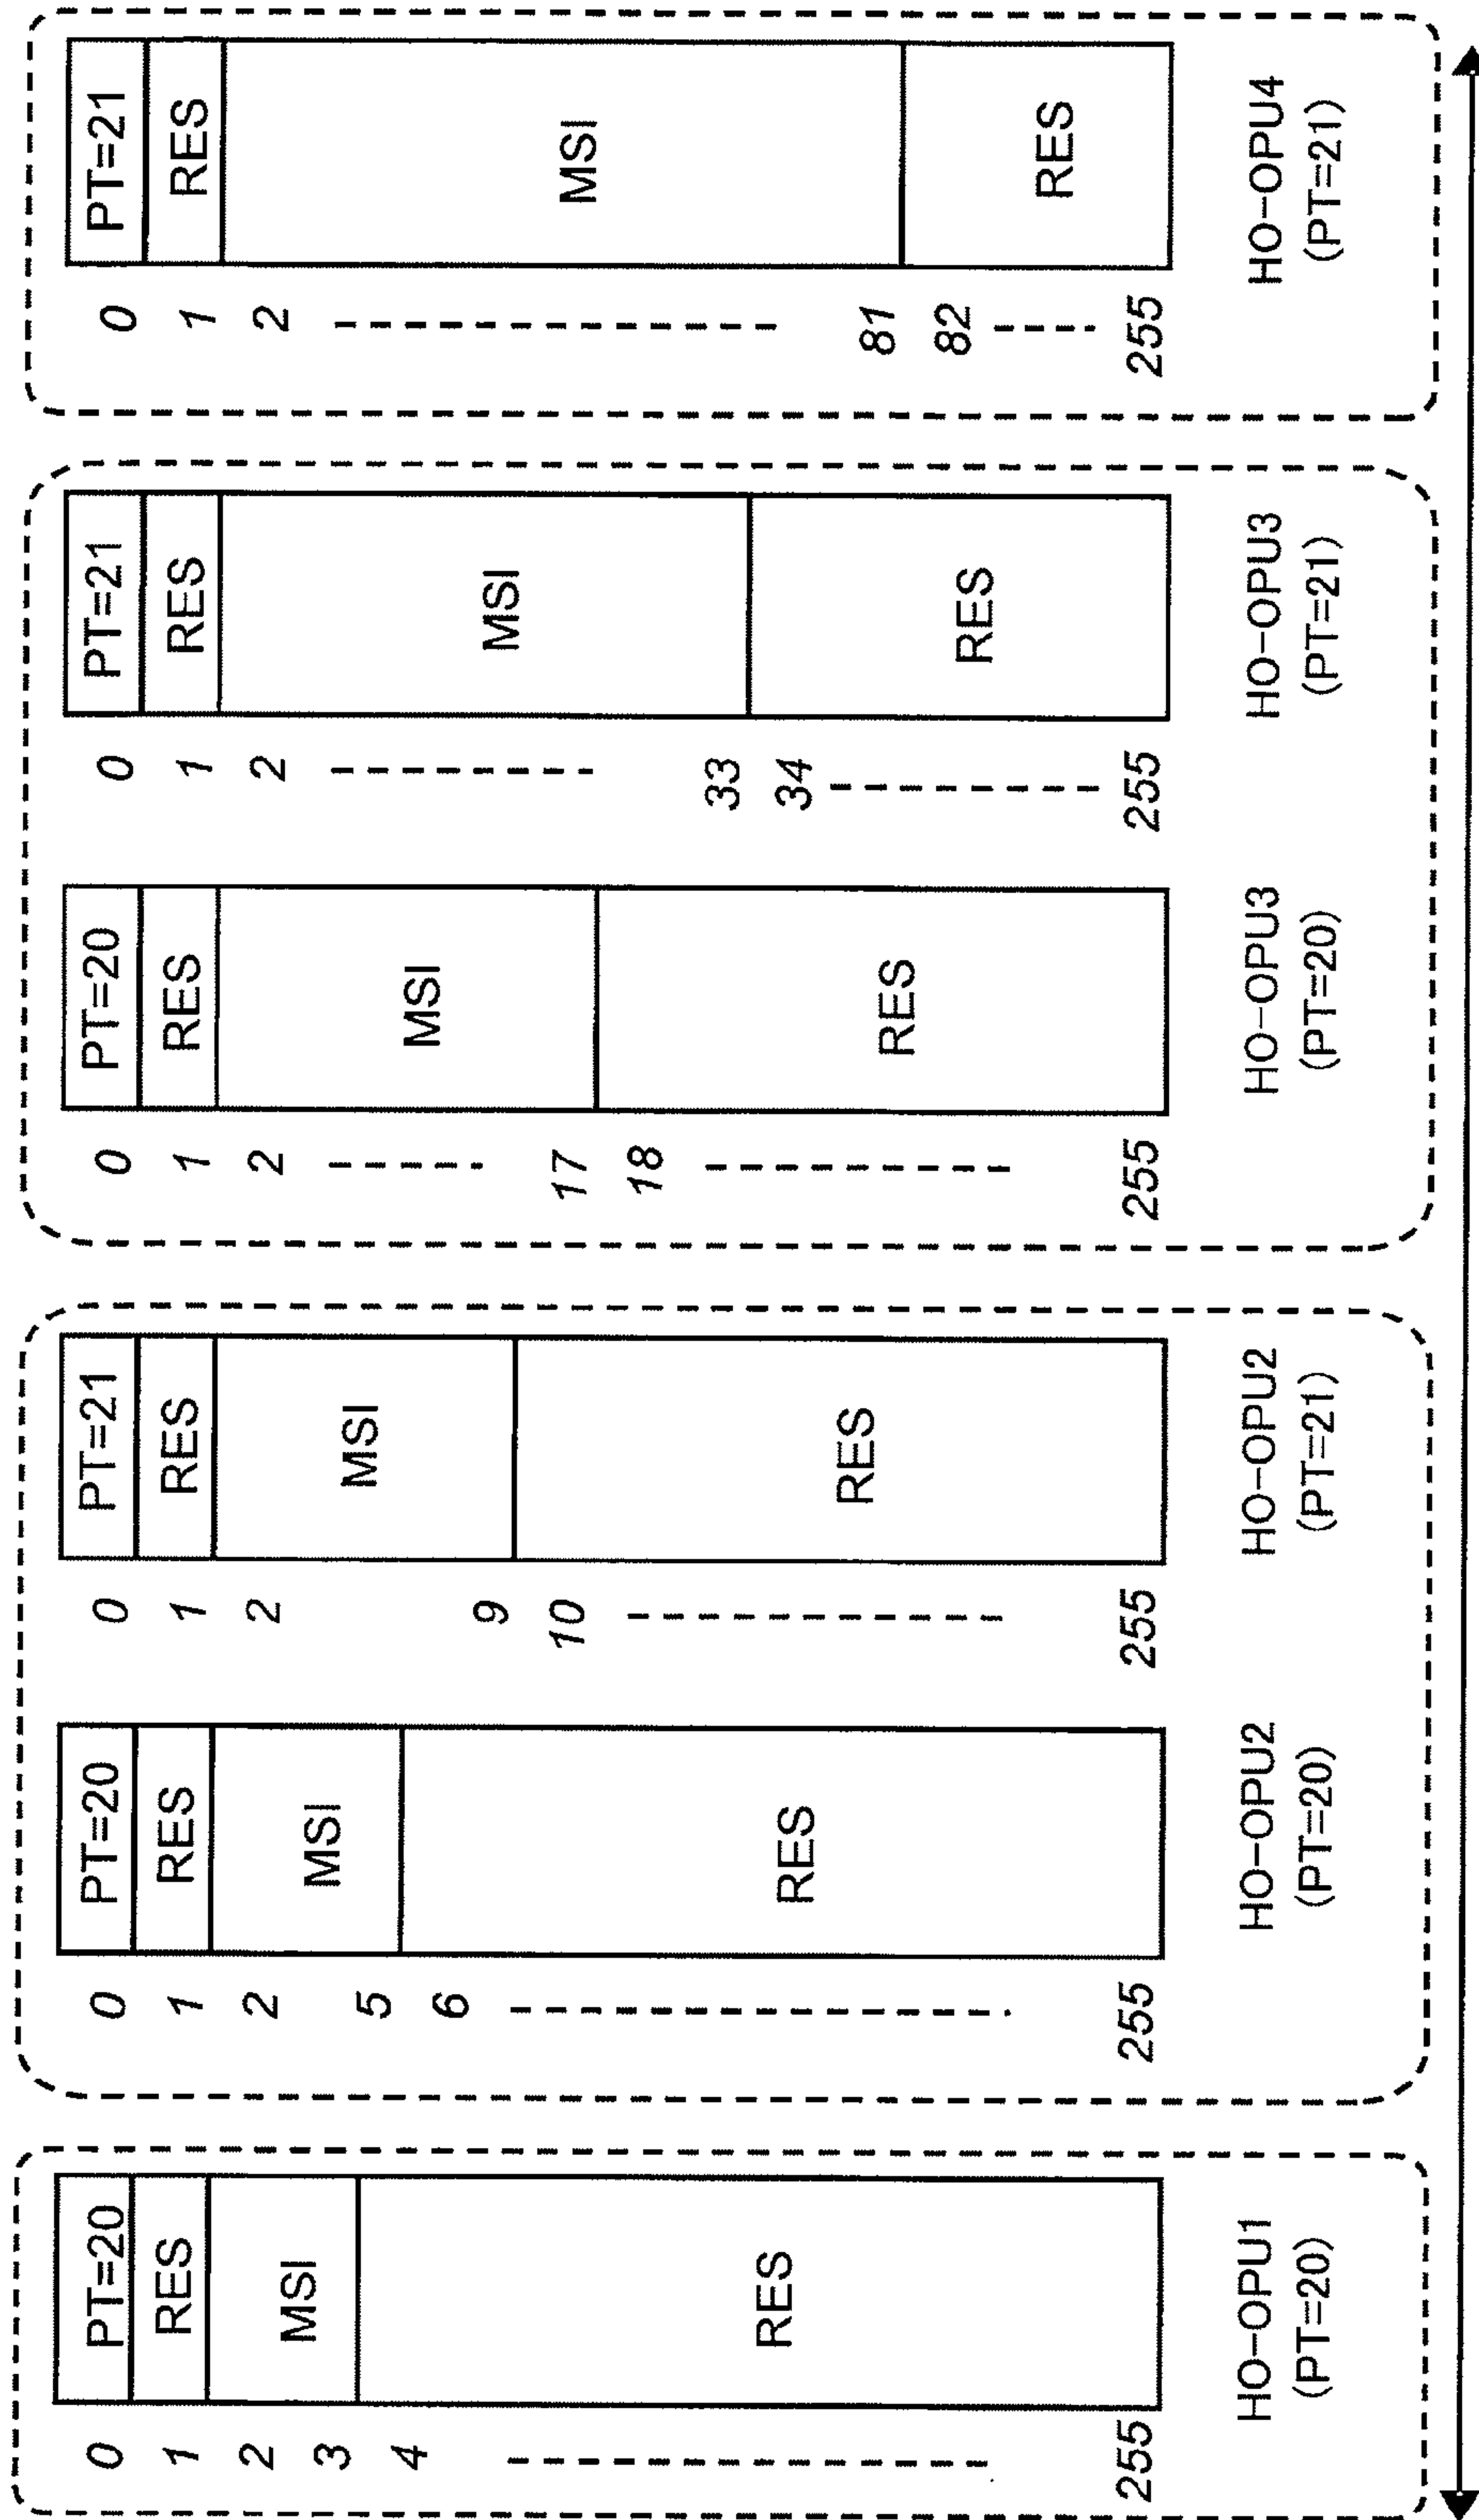 0
1
2
3
4
255
PT=20
RES
MSI
RES
HO-OPU1
(PT=20)
0
1
2
5
6
255
PT=20
RES
MSI
RES
HO-OPU2
(PT=20)
0
1
2
9
10
255
PT=21
RES
MSI
RES
HO-OPU2
(PT=21)
0
1
2
17
18
255
PT=20
RES
MSI
RES
HO-OPU3
(PT=20)
0
1
2
33
34
255
PT=21
RES
MSI
RES
HO-OPU3
(PT=21)
0
1
2
81
82
255
PT=21
RES
MSI
RES
HO-OPU4
(PT=21)